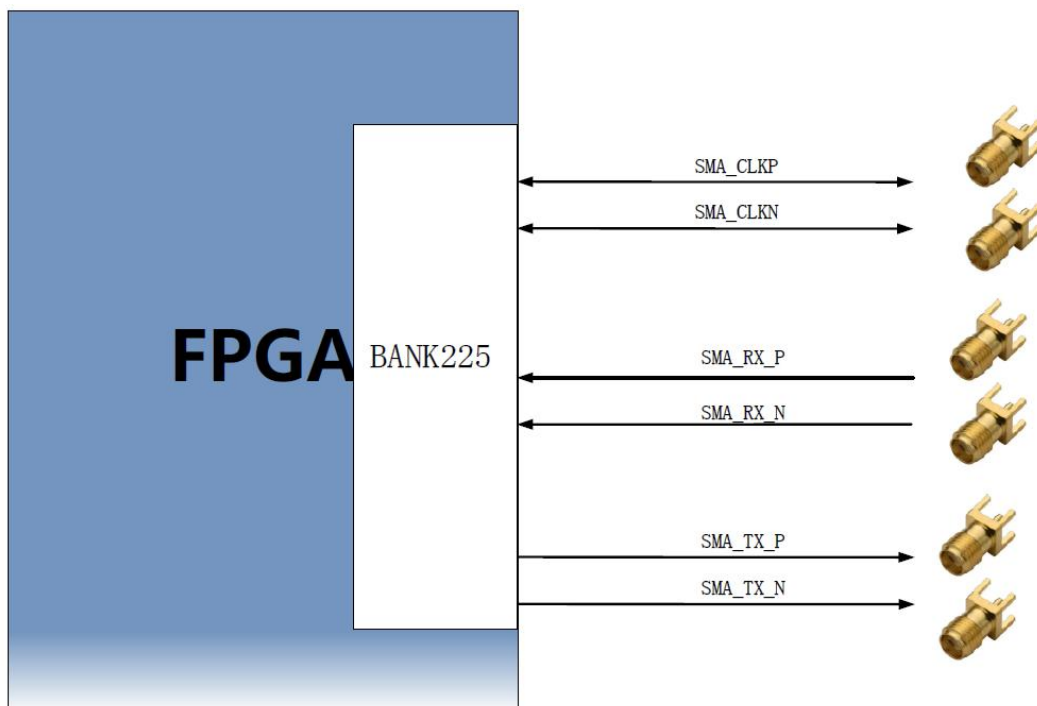 SMA_CLKP
SMA_CLKN
FPGA
BANK225
SMA_RX_P
SMA_RX_N
SMA_TX_P
SMA_TX_N